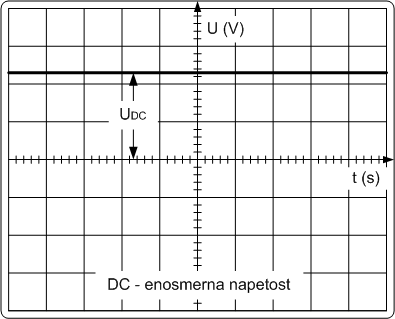 U (V)
UDC
t (s)
DC - enosmerna napetost